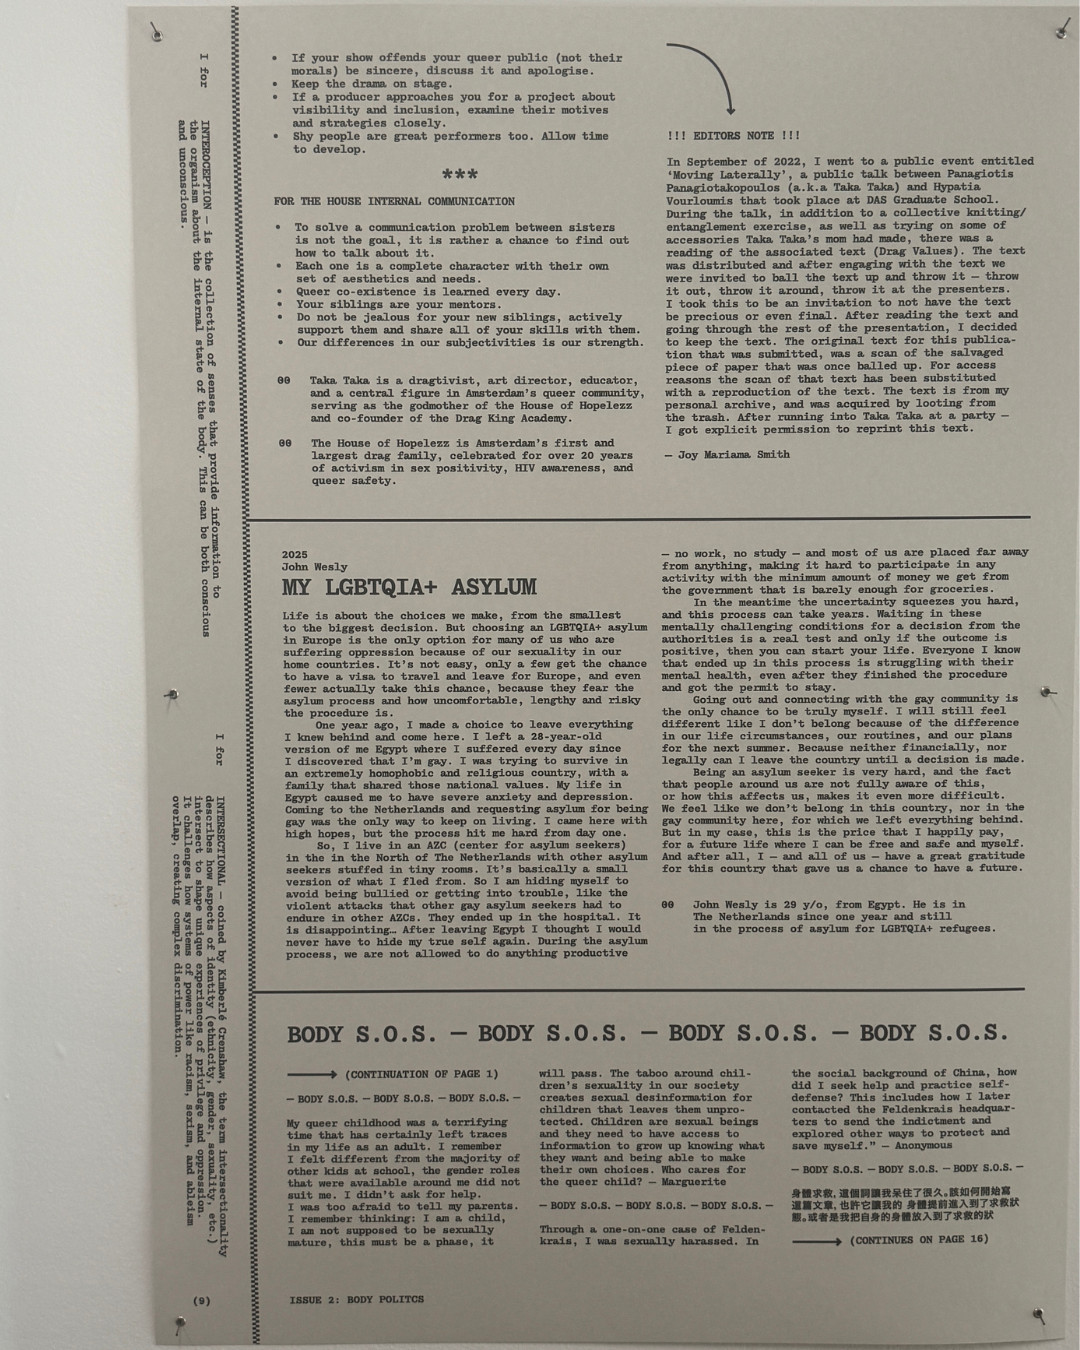 I for
INTEROCEPTION — is the collection of senses that provide information to
the organism about the internal state of the body. This can be both conscious
and unconscious.
I for
INTERSECTIONAL — coined by Kimberlé Crenshaw, the term intersectionality
describes how aspects of identity (ethnicity, gender, sexuality, etc.)
intersect to shape unique experiences of privilege and oppression.
It challenges how systems of power like racism, sexism, and ableism
overlap, creating complex discrimination.
(9)
• If your show offends your queer public (not their
morals) be sincere, discuss it and apologise.
• Keep the drama on stage.
• If a producer approaches you for a project about
visibility and inclusion, examine their motives
and strategies closely.
• Shy people are great performers too. Allow time
to develop.
***
FOR THE HOUSE INTERNAL COMMUNICATION
• To solve a communication problem between sisters
is not the goal, it is rather a chance to find out
how to talk about it.
• Each one is a complete character with their own
set of aesthetics and needs.
• Queer co-existence is learned every day.
• Your siblings are your mentors.
• Do not be jealous for your new siblings, actively
support them and share all of your skills with them.
• Our differences in our subjectivities is our strength.
00 Taka Taka is a dragtivist, art director, educator,
and a central figure in Amsterdam's queer community,
serving as the godmother of the House of Hopelezz
and co-founder of the Drag King Academy.
00 The House of Hopelezz is Amsterdam's first and
largest drag family, celebrated for over 20 years
of activism in sex positivity, HIV awareness, and
queer safety.
!!! EDITORS NOTE !!!
In September of 2022, I went to a public event entitled
'Moving Laterally', a public talk between Panagiotis
Panagiotakopoulos (a.k.a Taka Taka) and Hypatia
Vourloumis that took place at DAS Graduate School.
During the talk, in addition to a collective knitting/
entanglement exercise, as well as trying on some of
accessories Taka Taka's mom had made, there was a
reading of the associated text (Drag Values). The text
was distributed and after engaging with the text we
were invited to ball the text up and throw it — throw
it out, throw it around, throw it at the presenters.
I took this to be an invitation to not have the text
be precious or even final. After reading the text and
going through the rest of the presentation, I decided
to keep the text. The original text for this publica-
tion that was submitted, was a scan of the salvaged
piece of paper that was once balled up. For access
reasons the scan of that text has been substituted
with a reproduction of the text. The text is from my
personal archive, and was acquired by looting from
the trash. After running into Taka Taka at a party —
I got explicit permission to reprint this text.
— Joy Mariama Smith
2025
John Wesly
MY LGBTQIA+ ASYLUM
Life is about the choices we make, from the smallest
to the biggest decision. But choosing an LGBTQIA+ asylum
in Europe is the only option for many of us who are
suffering oppression because of our sexuality in our
home countries. It's not easy, only a few get the chance
to have a visa to travel and leave for Europe, and even
fewer actually take this chance, because they fear the
asylum process and how uncomfortable, lengthy and risky
the procedure is.
One year ago, I made a choice to leave everything
I knew behind and come here. I left a 28-year-old
version of me Egypt where I suffered every day since
I discovered that I'm gay. I was trying to survive in
an extremely homophobic and religious country, with a
family that shared those national values. My life in
Egypt caused me to have severe anxiety and depression.
Coming to the Netherlands and requesting asylum for being
gay was the only way to keep on living. I came here with
high hopes, but the process hit me hard from day one.
So, I live in an AZC (center for asylum seekers)
in the in the North of The Netherlands with other asylum
seekers stuffed in tiny rooms. It's basically a small
version of what I fled from. So I am hiding myself to
avoid being bullied or getting into trouble, like the
violent attacks that other gay asylum seekers had to
endure in other AZCs. They ended up in the hospital. It
is disappointing… After leaving Egypt I thought I would
never have to hide my true self again. During the asylum
process, we are not allowed to do anything productive
— no work, no study — and most of us are placed far away
from anything, making it hard to participate in any
activity with the minimum amount of money we get from
the government that is barely enough for groceries.
In the meantime the uncertainty squeezes you hard,
and this process can take years. Waiting in these
mentally challenging conditions for a decision from the
authorities is a real test and only if the outcome is
positive, then you can start your life. Everyone I know
that ended up in this process is struggling with their
mental health, even after they finished the procedure
and got the permit to stay.
Going out and connecting with the gay community is
the only chance to be truly myself. I will still feel
different like I don't belong because of the difference
in our life circumstances, our routines, and our plans
for the next summer. Because neither financially, nor
legally can I leave the country until a decision is made.
Being an asylum seeker is very hard, and the fact
that people around us are not fully aware of this,
or how this affects us, makes it even more difficult.
We feel like we don't belong in this country, nor in the
gay community here, for which we left everything behind.
But in my case, this is the price that I happily pay,
for a future life where I can be free and safe and myself.
And after all, I — and all of us — have a great gratitude
for this country that gave us a chance to have a future.
00 John Wesly is 29 y/o, from Egypt. He is in
The Netherlands since one year and still
in the process of asylum for LGBTQIA+ refugees.
BODY S.O.S. — BODY S.O.S. — BODY S.O.S. — BODY S.O.S.
(CONTINUATION OF PAGE 1)
— BODY S.O.S. — BODY S.O.S. — BODY S.O.S. —
My queer childhood was a terrifying
time that has certainly left traces
in my life as an adult. I remember
I felt different from the majority of
other kids at school, the gender roles
that were available around me did not
suit me. I didn't ask for help.
I was too afraid to tell my parents.
I remember thinking: I am a child,
I am not supposed to be sexually
mature, this must be a phase, it
will pass. The taboo around chil-
dren's sexuality in our society
creates sexual desinformation for
children that leaves them unpro-
tected. Children are sexual beings
and they need to have access to
information to grow up knowing what
they want and being able to make
their own choices. Who cares for
the queer child? — Marguerite
— BODY S.O.S. — BODY S.O.S. — BODY S.O.S. —
Through a one-on-one case of Felden-
krais, I was sexually harassed. In
the social background of China, how
did I seek help and practice self-
defense? This includes how I later
contacted the Feldenkrais headquar-
ters to send the indictment and
explored other ways to protect and
save myself." — Anonymous
— BODY S.O.S. — BODY S.O.S. — BODY S.O.S. —
身體求救, 這個詞讓我呆住了很久。該如何開始寫
這篇文章, 也許它讓我的 身體提前進入到了求救狀
態。或者是我把自身的身體放入到了求救的狀
(CONTINUES ON PAGE 16)
ISSUE 2: BODY POLITCS